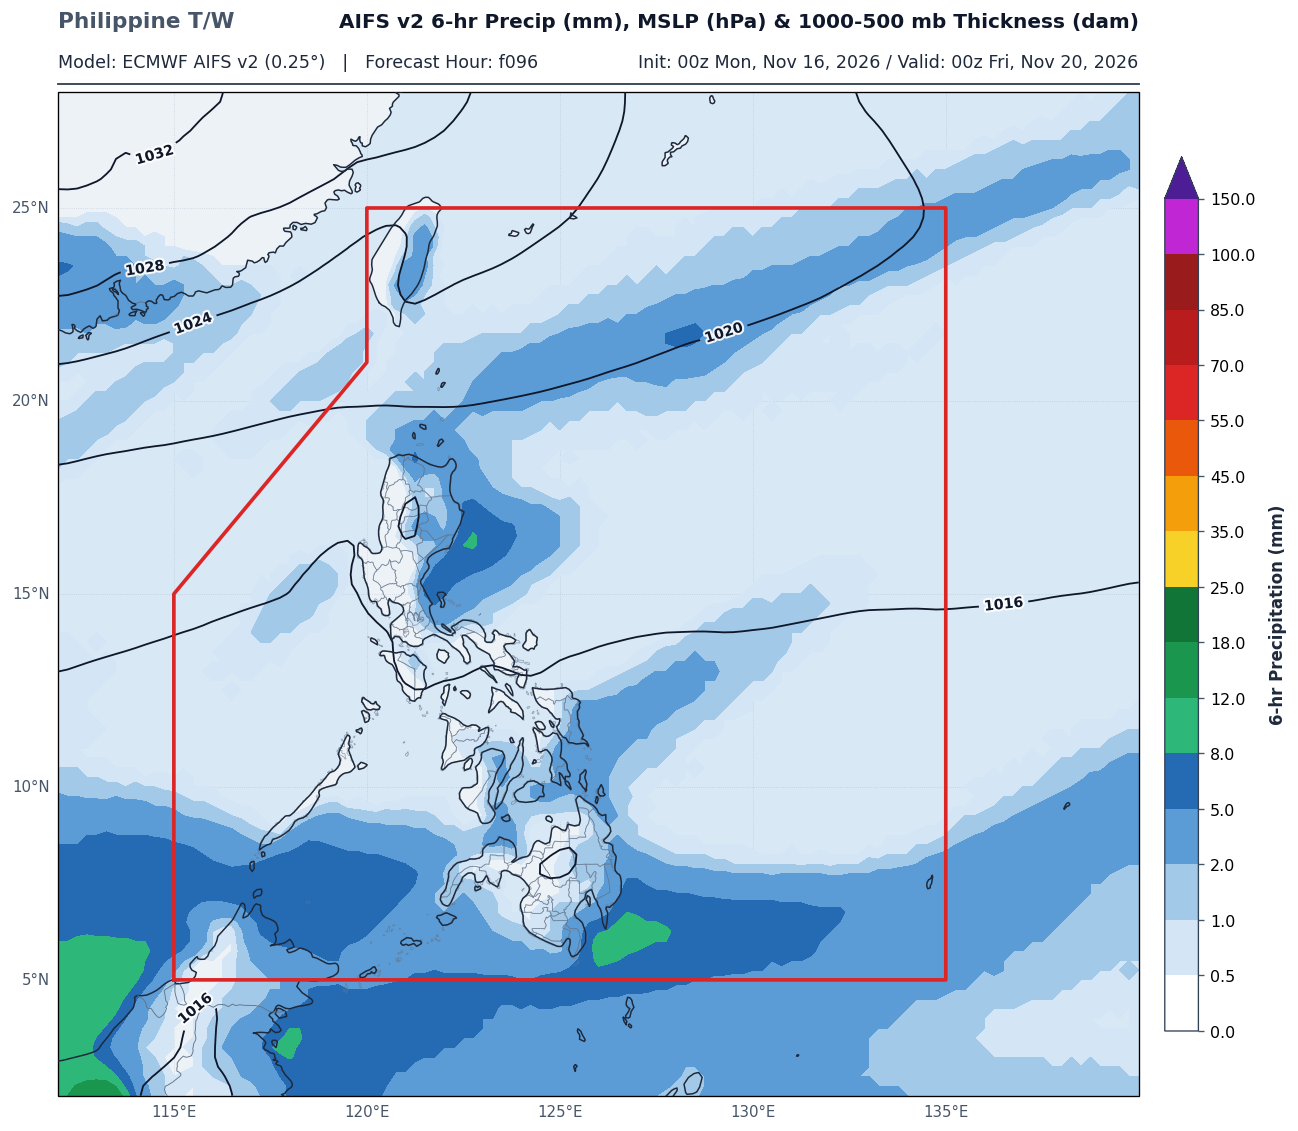 Philippine T/W
AIFS v2 6-hr Precip (mm), MSLP (hPa) & 1000-500 mb Thickness (dam)
Model: ECMWF AIFS v2 (0.25°) | Forecast Hour: f096
Init: 00z Mon, Nov 16, 2026 / Valid: 00z Fri, Nov 20, 2026
1032
1028
1024
1020
1016
1016
25°N
20°N
15°N
10°N
5°N
115°E
120°E
125°E
130°E
135°E
150.0
100.0
85.0
70.0
55.0
45.0
35.0
25.0
18.0
12.0
8.0
5.0
2.0
1.0
0.5
0.0
6-hr Precipitation (mm)